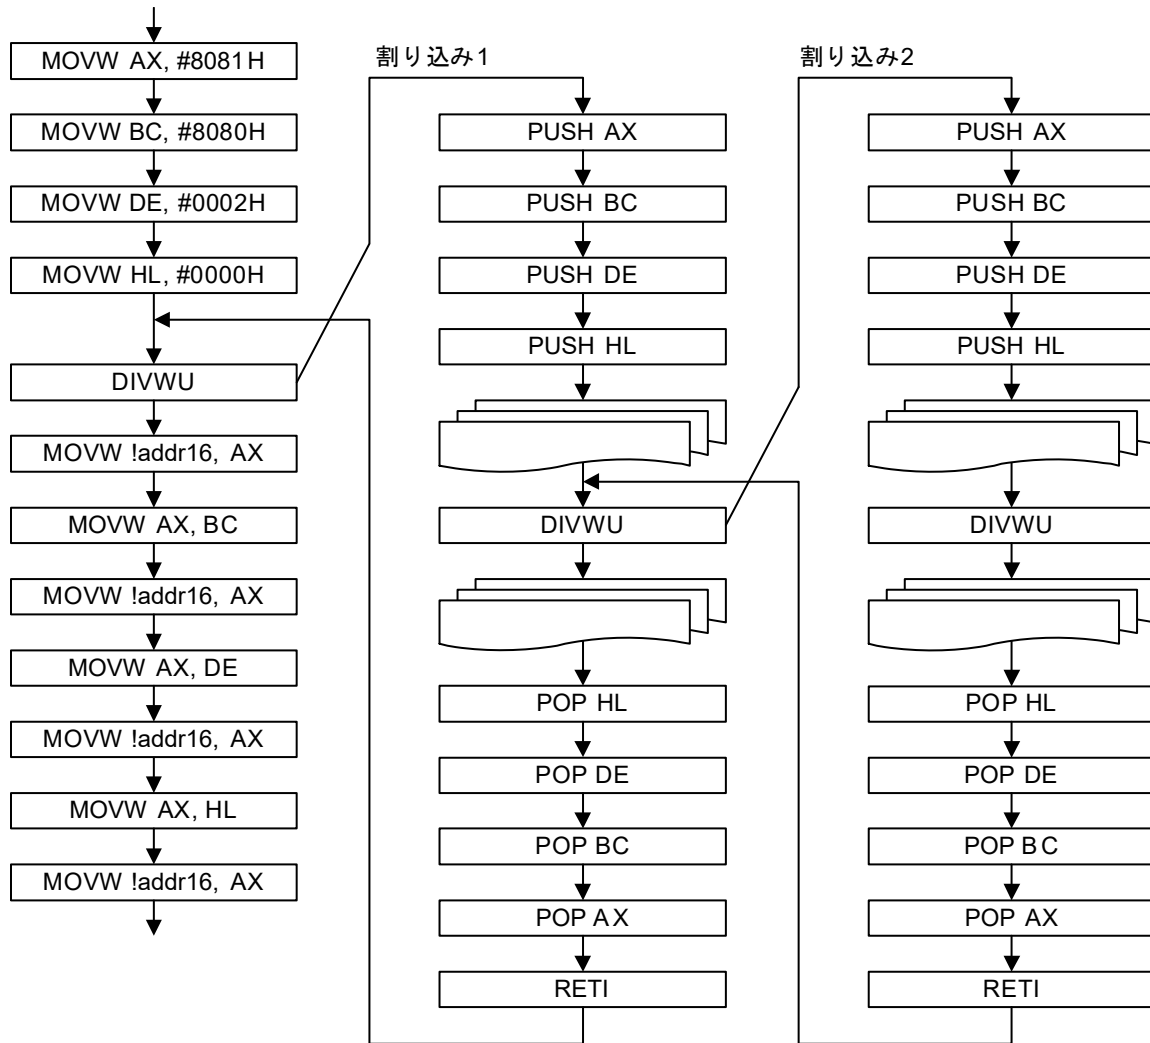 MOVW AX, #8081H
MOVW BC, #8080H
MOVW DE, #0002H
MOVW HL, #0000H
DIVWU
MOVW !addr16, AX
MOVW AX, BC
MOVW !addr16, AX
MOVW AX, DE
MOVW !addr16, AX
MOVW AX, HL
MOVW !addr16, AX
割り込み1
PUSH AX
PUSH BC
PUSH DE
PUSH HL
DIVWU
POP HL
POP DE
POP BC
POP AX
RETI
割り込み2
PUSH AX
PUSH BC
PUSH DE
PUSH HL
DIVWU
POP HL
POP DE
POP BC
POP AX
RETI